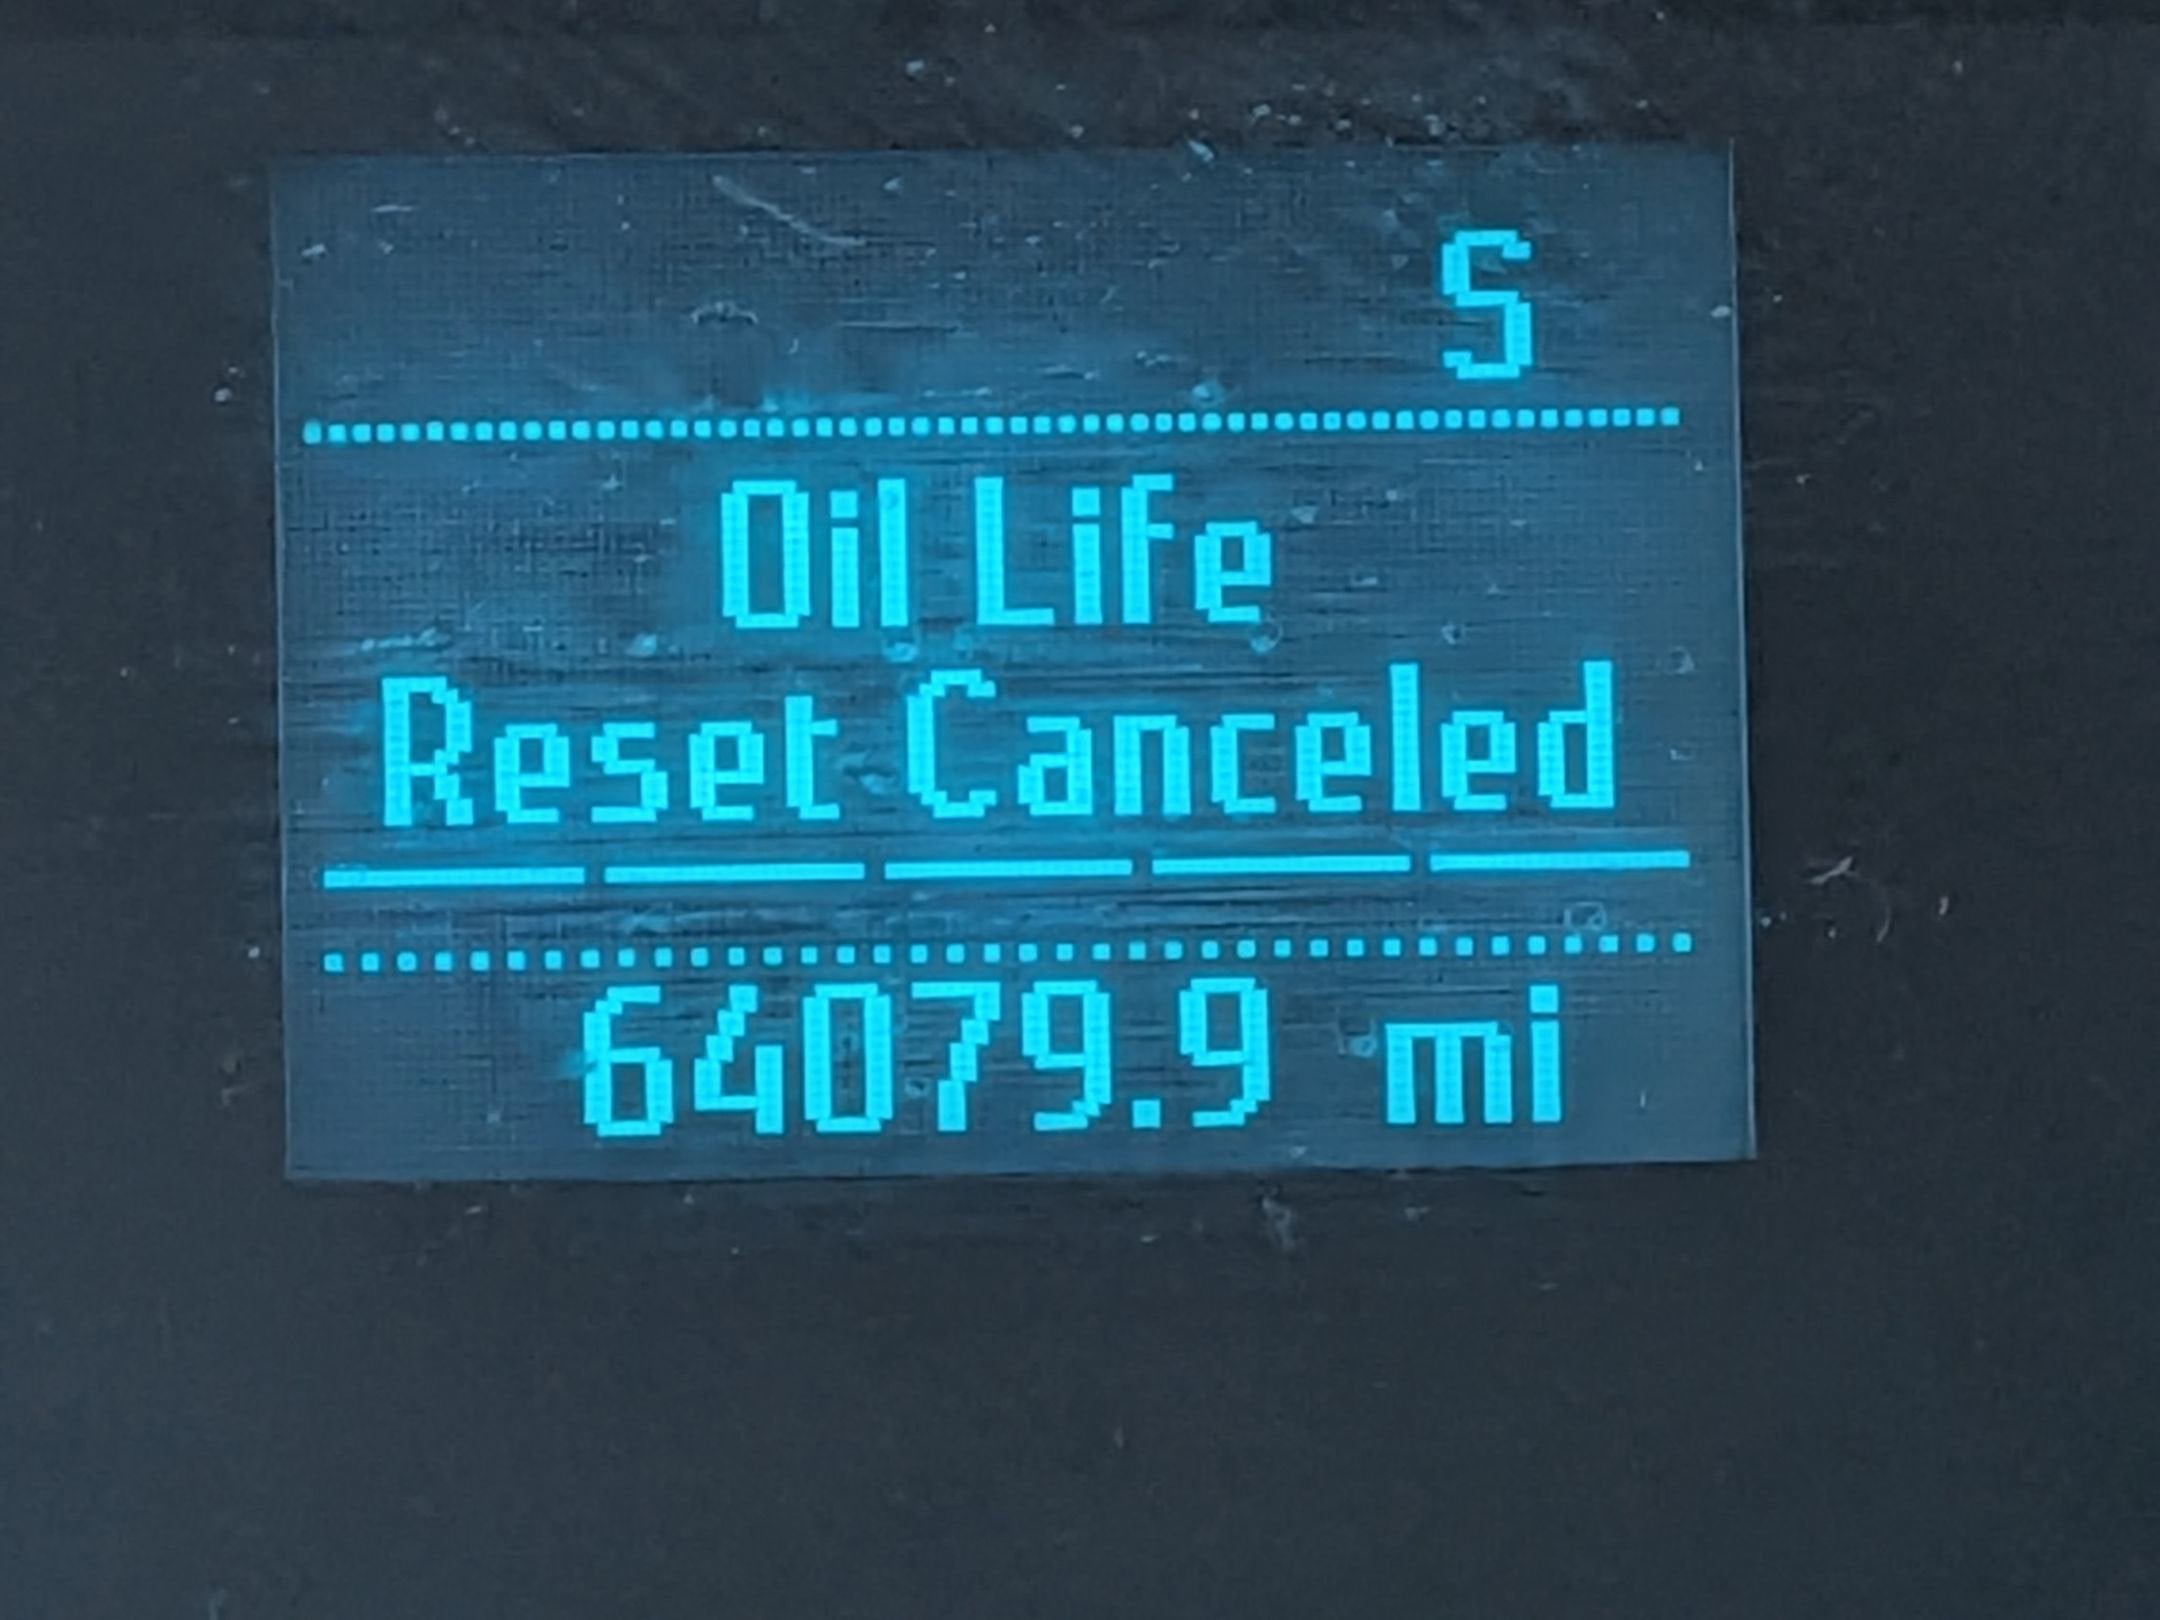 S
Oil Life
Reset Canceled
64079.9 mi